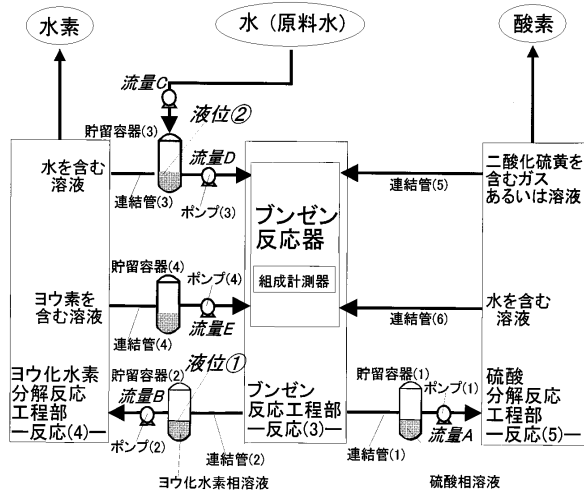 水素
水（原料水）
酸素
流量C
液位②
貯留容器(3)
水を含む
溶液
流量D
連結管(3)
ポンプ(3)
ブンゼン
反応器
組成計測器
二酸化硫黄を
含むガス
あるいは溶液
連結管(5)
貯留容器(4)
ポンプ(4)
ヨウ素を
含む溶液
連結管(4)
流量E
連結管(6)
水を含む
溶液
ヨウ化水素
分解反応
工程部
―反応(4)―
貯留容器(2)
液位①
流量B
ポンプ(2)
連結管(2)
ヨウ化水素相溶液
ブンゼン
反応工程部
―反応(3)―
貯留容器(1)
ポンプ(1)
流量A
連結管(1)
硫酸相溶液
硫酸
分解反応
工程部
―反応(5)―